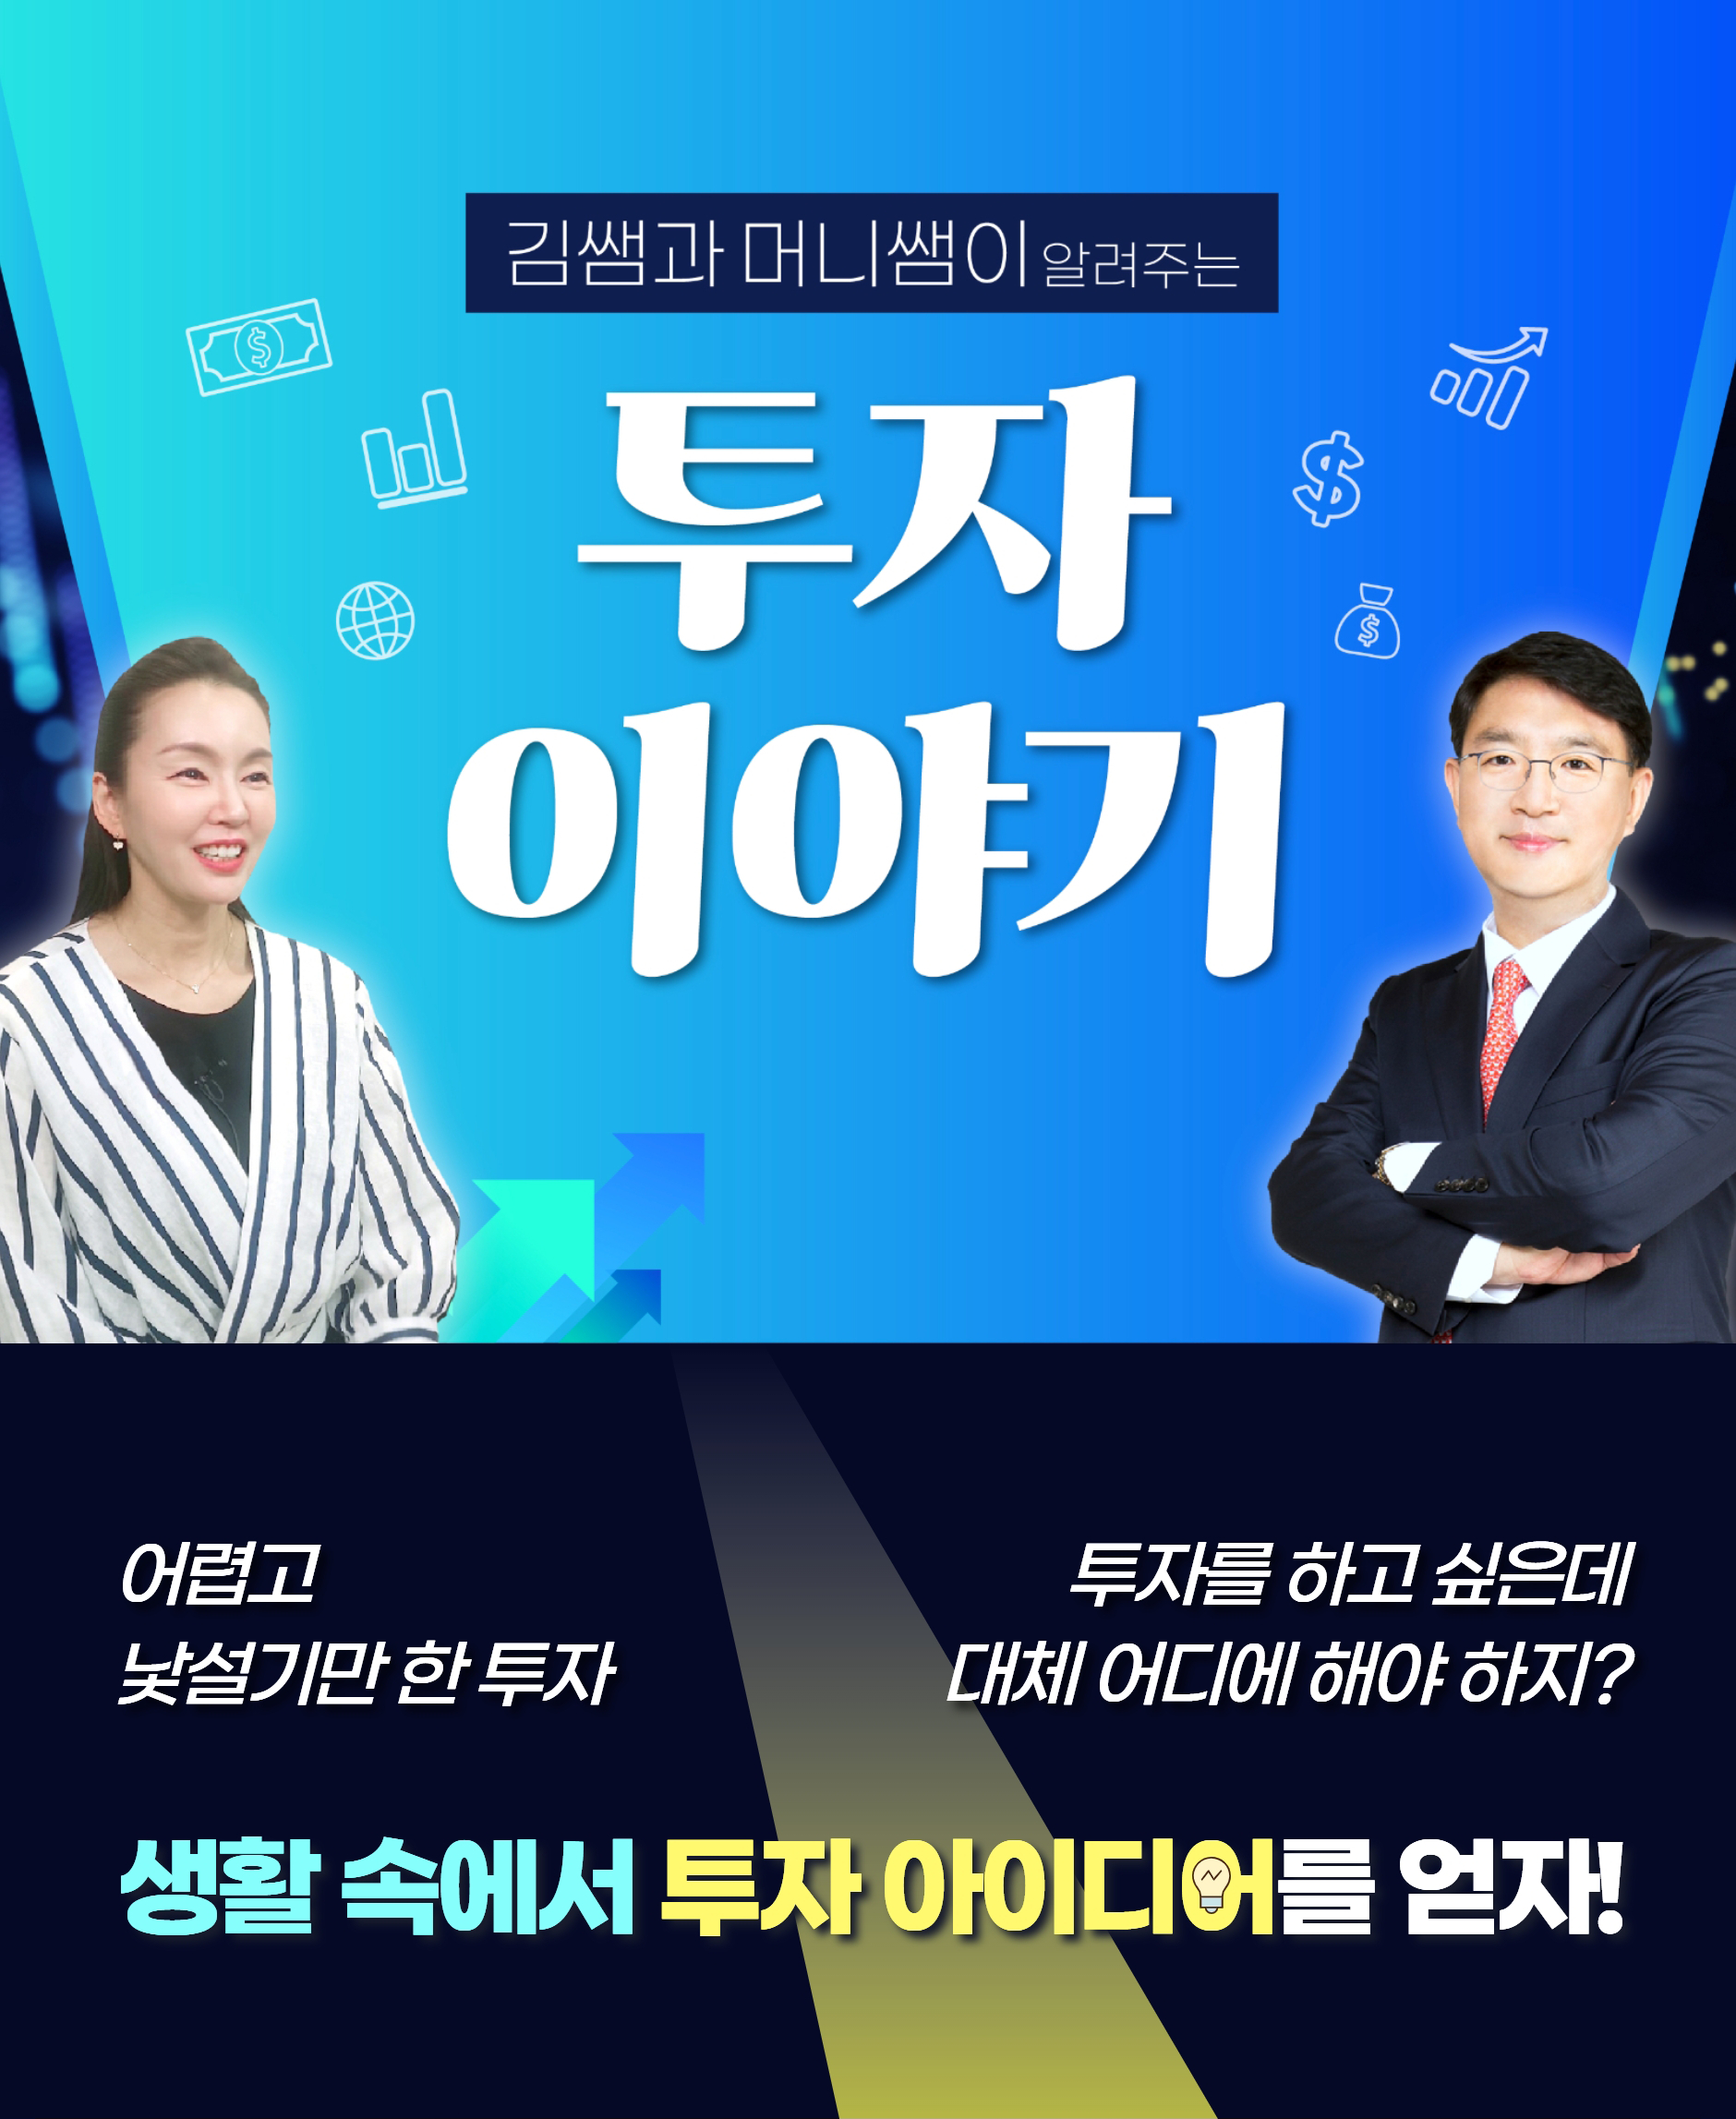 김쌤과 머니쌤이 알려주는
투자
이야기
어렵고
낯설기만 한 투자
투자를 하고 싶은데
대체 어디에 해야 하지?
생활 속에서 투자 아이디어를 얻자!